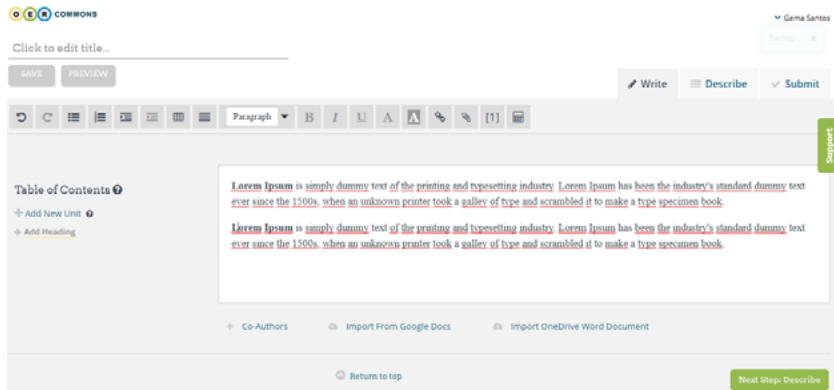 OER COMMONS
Gema Santos
Click to edit title...
Saving...
SAVE PREVIEW
Write Describe Submit
Paragraph B I U A A [1]
Support
Table of Contents
Add New Unit
Add Heading
Lorem Ipsum is simply dummy text of the printing and typesetting industry. Lorem Ipsum has been the industry's standard dummy text
ever since the 1500s, when an unknown printer took a galley of type and scrambled it to make a type specimen book.
Lorem Ipsum is simply dummy text of the printing and typesetting industry. Lorem Ipsum has been the industry's standard dummy text
ever since the 1500s, when an unknown printer took a galley of type and scrambled it to make a type specimen book.
+ Co-Authors Import From Google Docs Import OneDrive Word Document
Return to top
Next Step: Describe